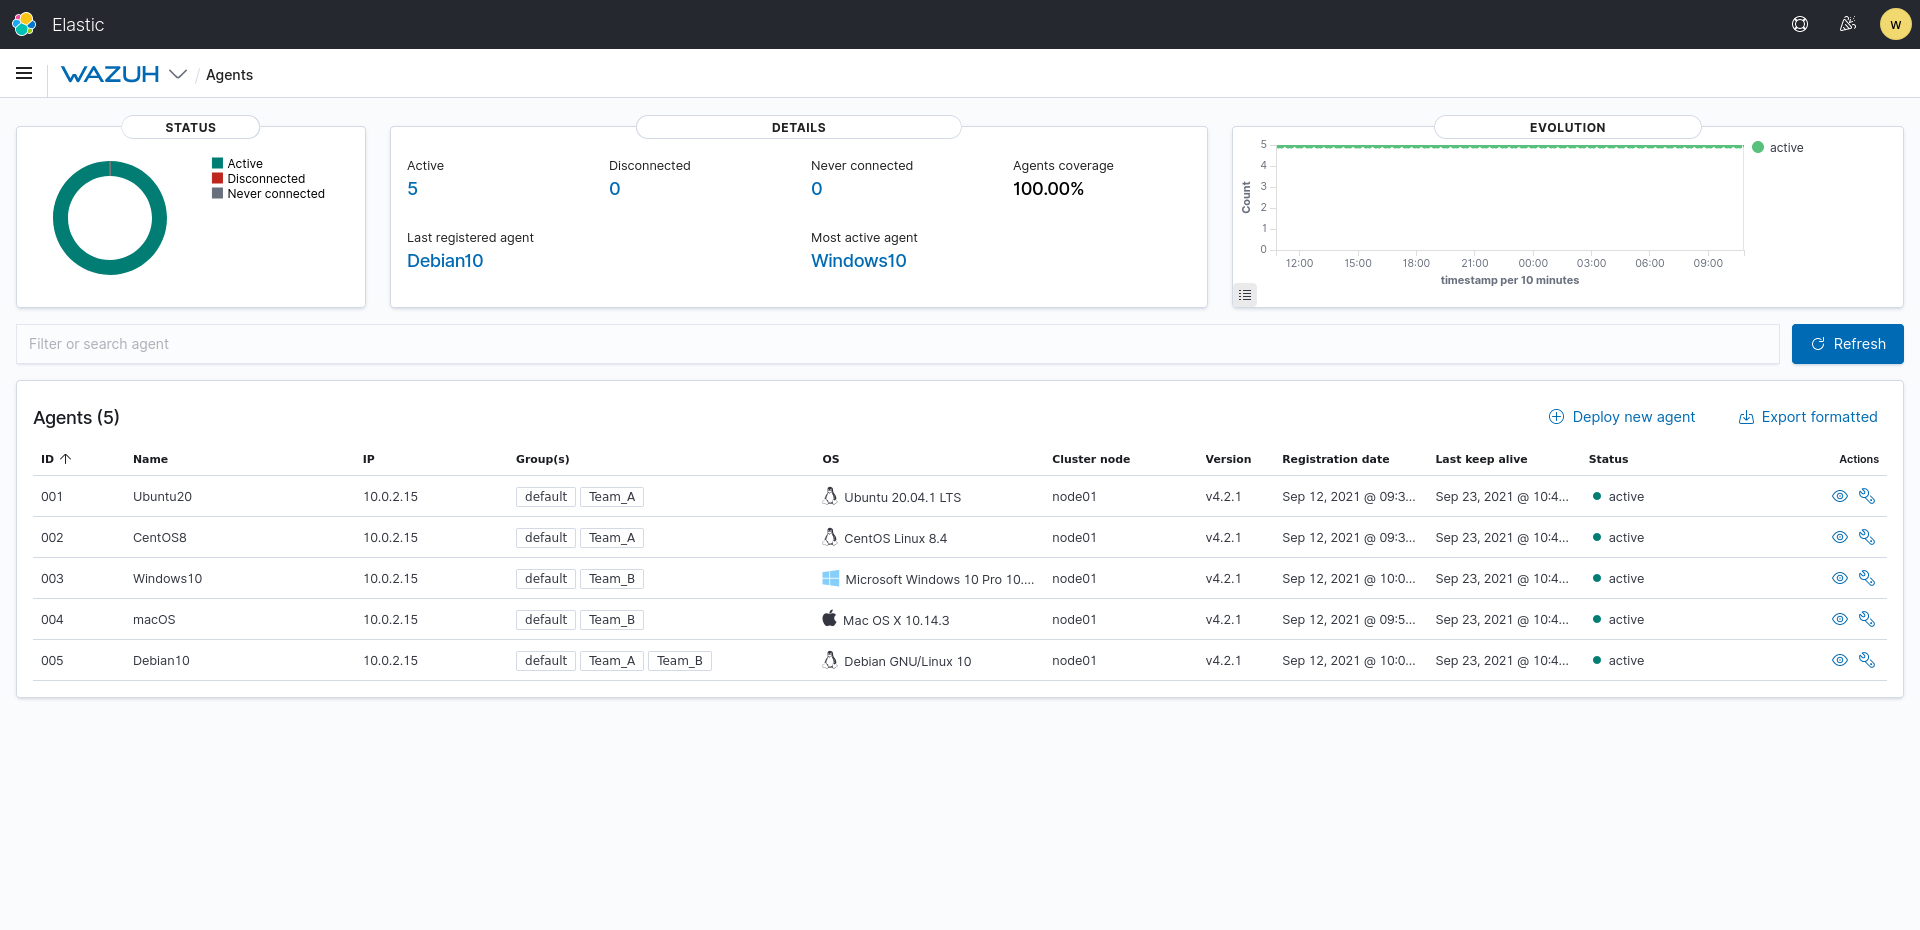 Elastic
W
WAZUH / Agents
STATUS
Active
Disconnected
Never connected
DETAILS
Active
5
Disconnected
0
Never connected
0
Agents coverage
100.00%
Last registered agent
Debian10
Most active agent
Windows10
EVOLUTION
5
4
3
2
1
0
Count
12:00 15:00 18:00 21:00 00:00 03:00 06:00 09:00
timestamp per 10 minutes
active
Filter or search agent
Refresh
Agents (5)
Deploy new agent
Export formatted
ID Name IP Group(s) OS Cluster node Version Registration date Last keep alive Status Actions
001 Ubuntu20 10.0.2.15 default Team_A Ubuntu 20.04.1 LTS node01 v4.2.1 Sep 12, 2021 @ 09:3... Sep 23, 2021 @ 10:4... active
002 CentOS8 10.0.2.15 default Team_A CentOS Linux 8.4 node01 v4.2.1 Sep 12, 2021 @ 09:3... Sep 23, 2021 @ 10:4... active
003 Windows10 10.0.2.15 default Team_B Microsoft Windows 10 Pro 10.... node01 v4.2.1 Sep 12, 2021 @ 10:0... Sep 23, 2021 @ 10:4... active
004 macOS 10.0.2.15 default Team_B Mac OS X 10.14.3 node01 v4.2.1 Sep 12, 2021 @ 09:5... Sep 23, 2021 @ 10:4... active
005 Debian10 10.0.2.15 default Team_A Team_B Debian GNU/Linux 10 node01 v4.2.1 Sep 12, 2021 @ 10:0... Sep 23, 2021 @ 10:4... active